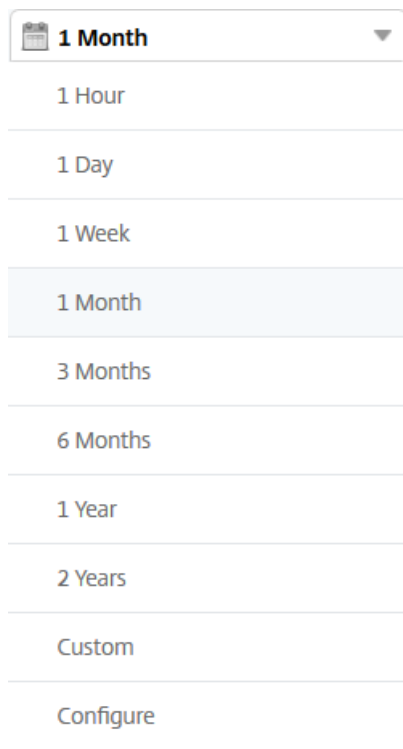 1 Month
1 Hour
1 Day
1 Week
1 Month
3 Months
6 Months
1 Year
2 Years
Custom
Configure